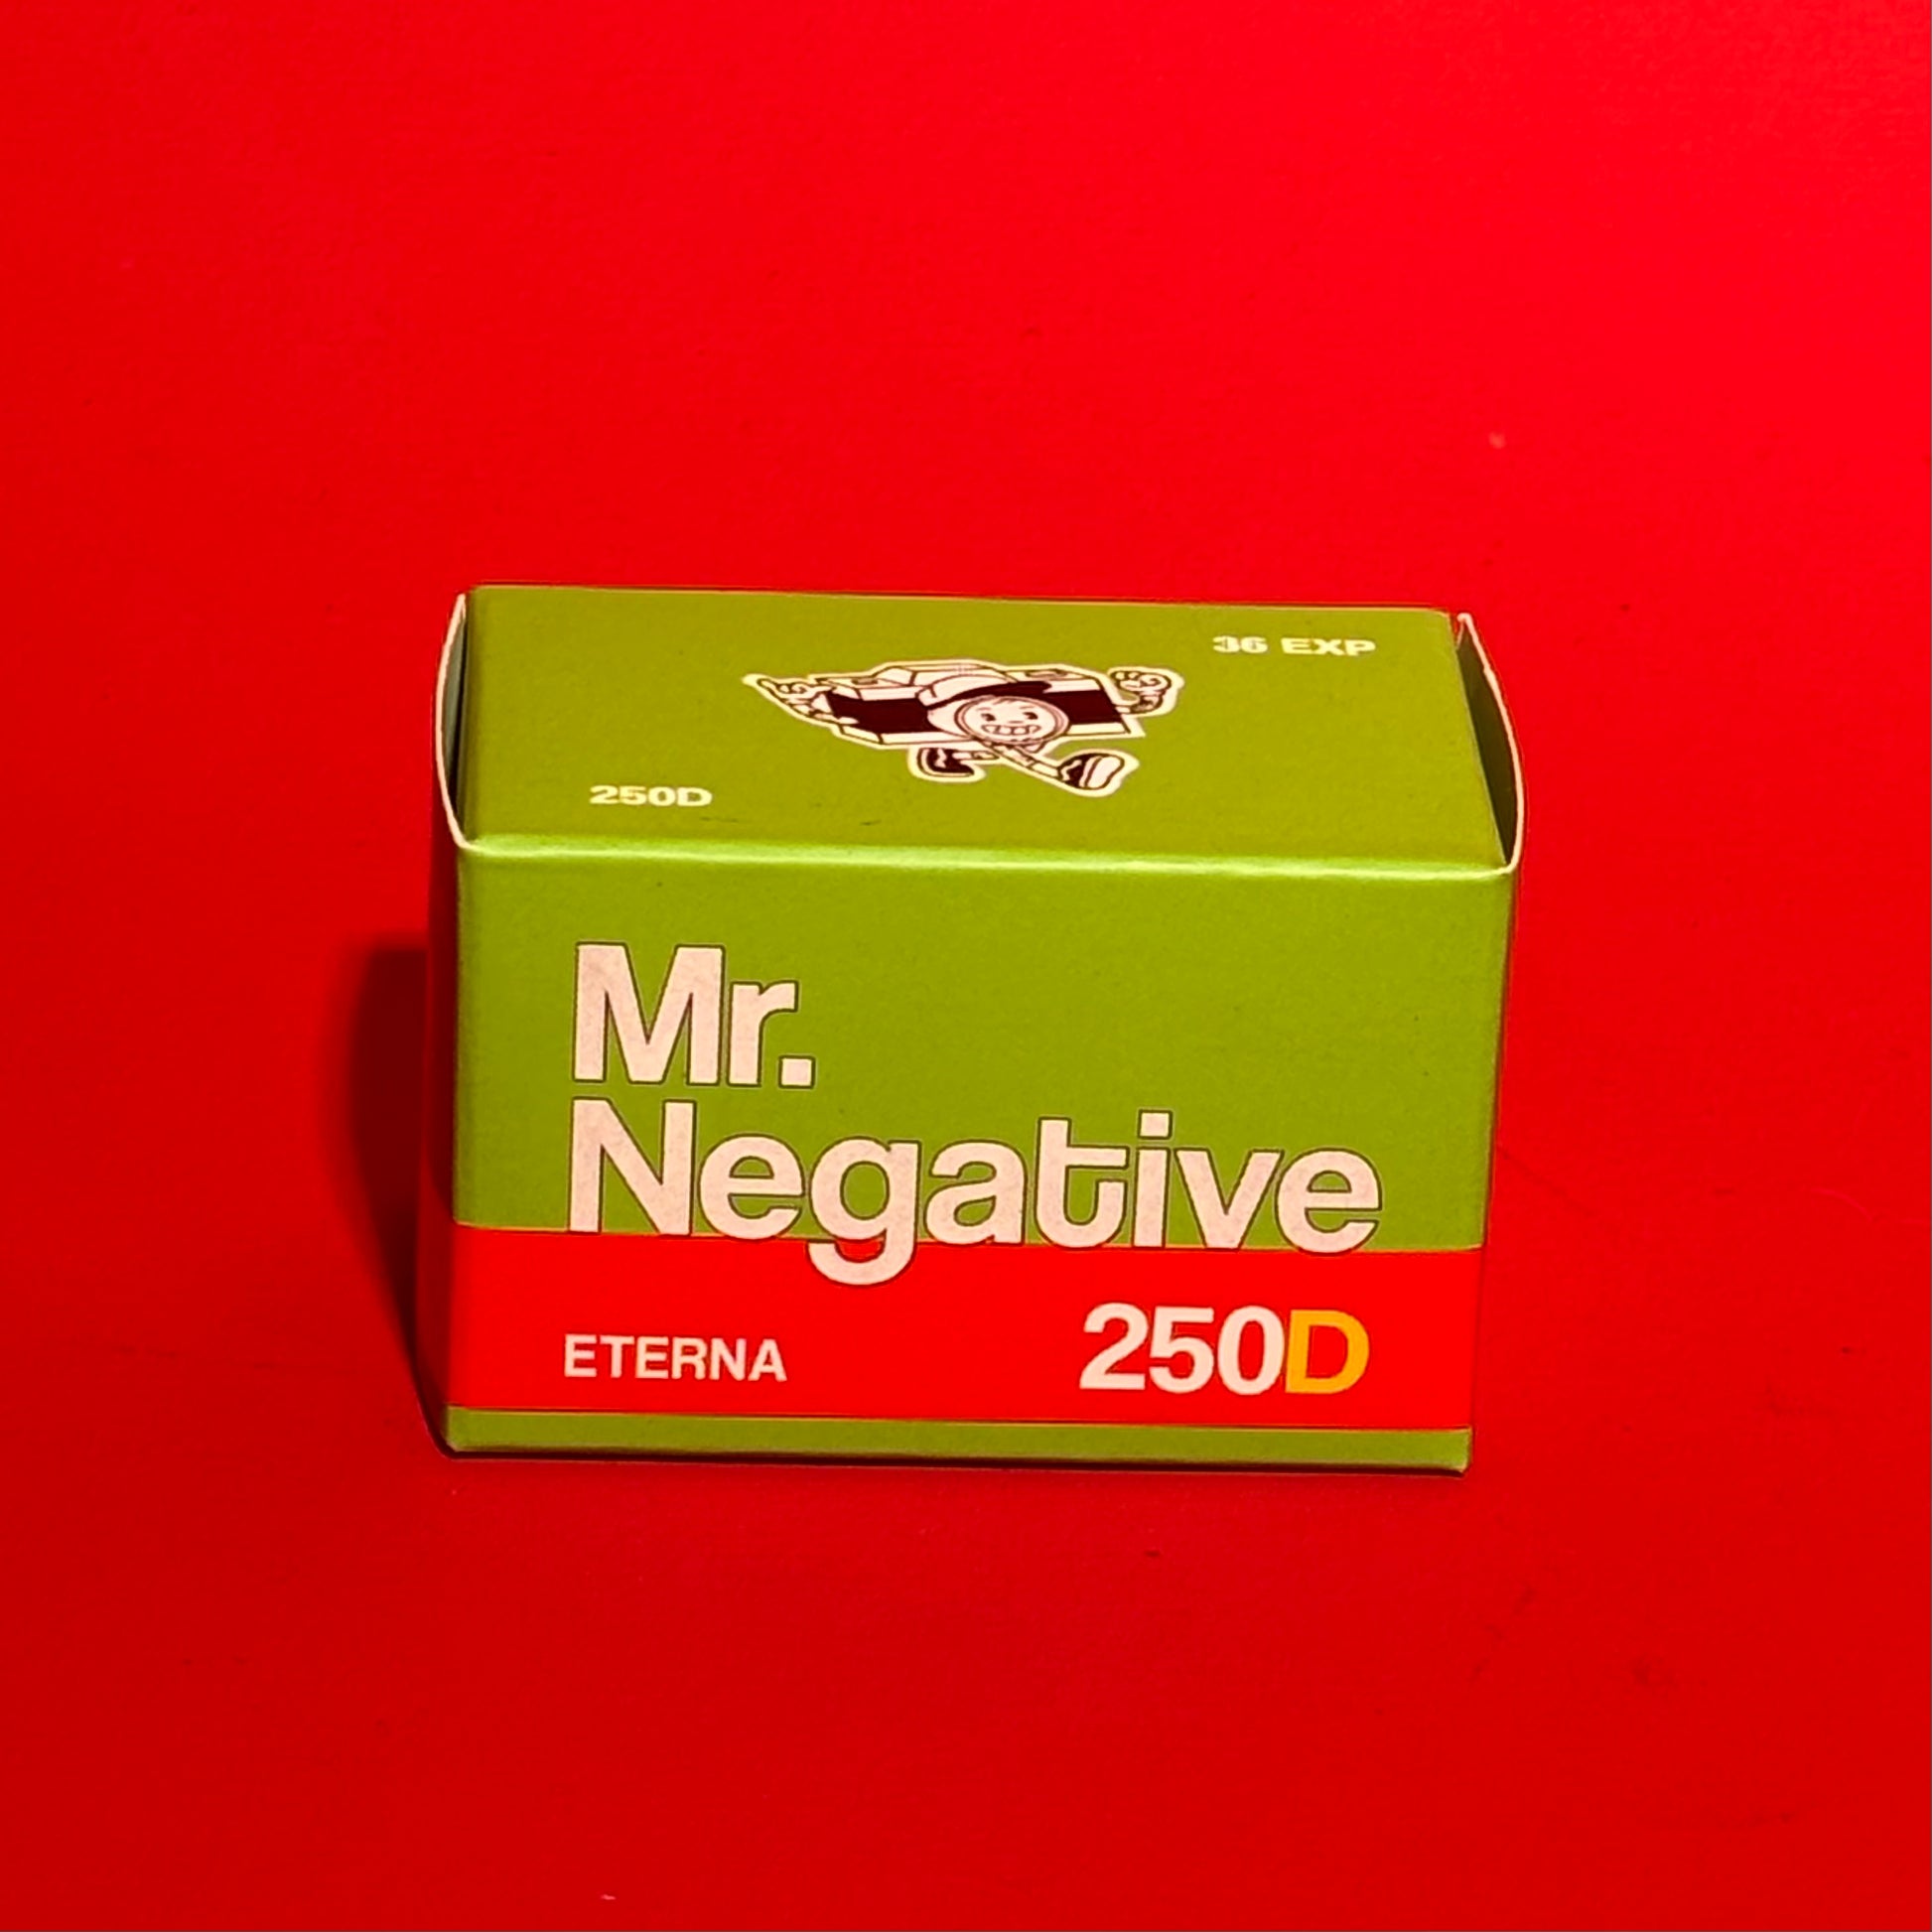 36 EXP
250D
Mr.
Negative
ETERNA
250D